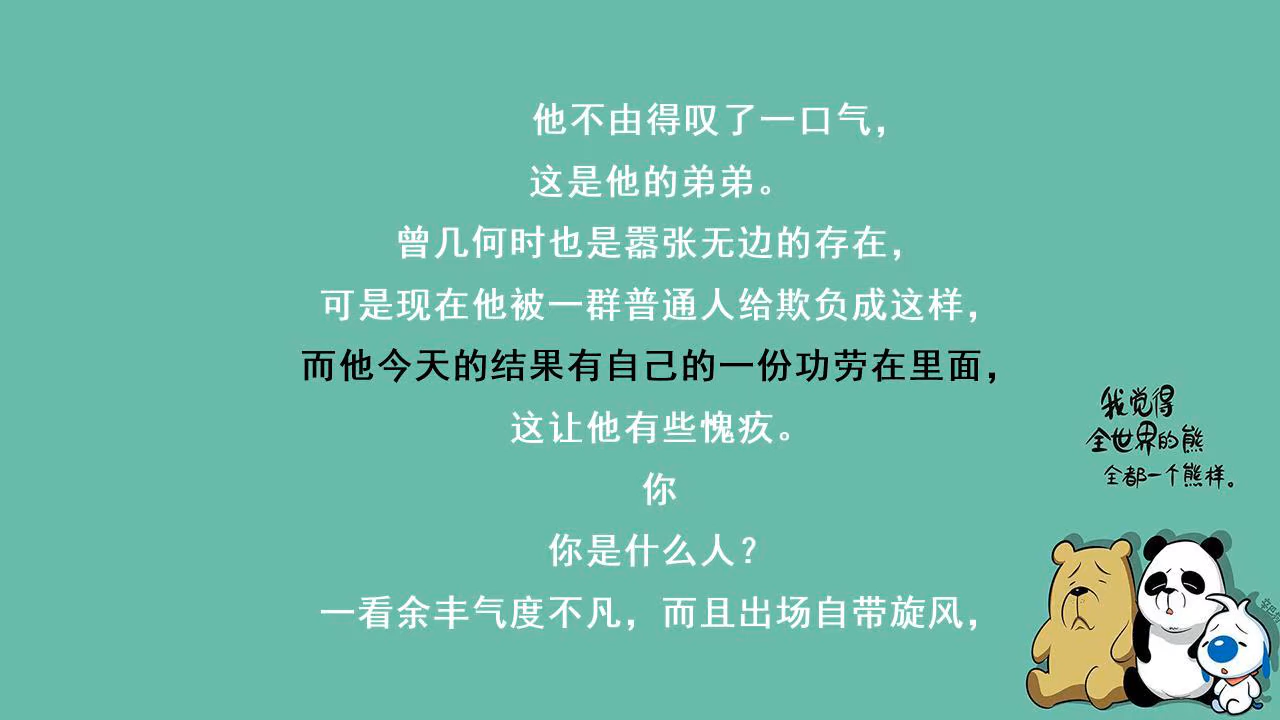 他不由得叹了一口气，
这是他的弟弟。
曾几何时也是嚣张无边的存在，
可是现在他被一群普通人给欺负成这样，
而他今天的结果有自己的一份功劳在里面，
这让他有些愧疚。
你
你是什么人？
一看余丰气度不凡，而且出场自带旋风，
我觉得
全世界的熊
全都一个熊样。